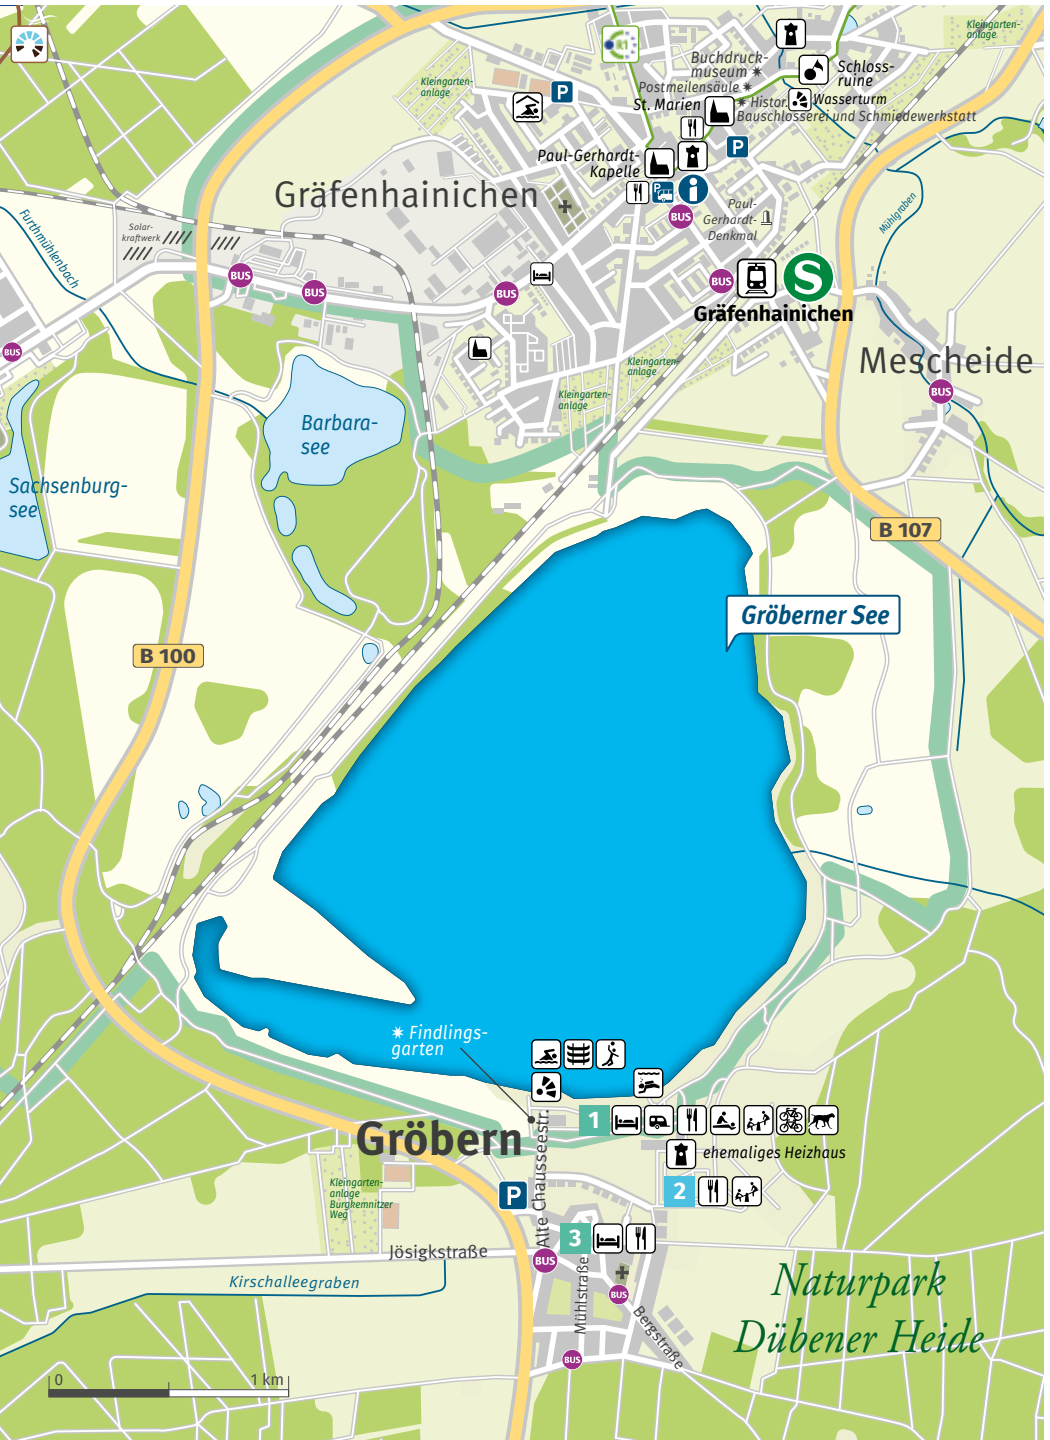 R1
Kleingarten-
anlage
Buchdruck-
museum
Postmeilensäule
Schloss-
ruine
Kleingarten-
anlage
P
St. Marien
Histor.
Wasserturm
Bauschlosserei und Schmiedewerkstatt
P
Paul-Gerhardt-
Kapelle
Gräfenhainichen
P
i
BUS
Paul-
Gerhardt-
Denkmal
Mühlgraben
Furthmühlenbach
Solar-
kraftwerk
BUS
BUS
BUS
BUS
S
Gräfenhainichen
BUS
Mescheide
BUS
Kleingarten-
anlage
Kleingarten-
anlage
Barbara-
see
Sachsenburg-
see
B 107
Gröberner See
B 100
Findlings-
garten
Gröbern
1
ehemaliges Heizhaus
2
P
Alte Chausseestr.
Kleingarten-
anlage
Burgkemnitzer
Weg
3
Jösigkstraße
BUS
Kirschalleegraben
Mühlstraße
BUS
Bergstraße
BUS
Naturpark
Dübener Heide
0
1 km